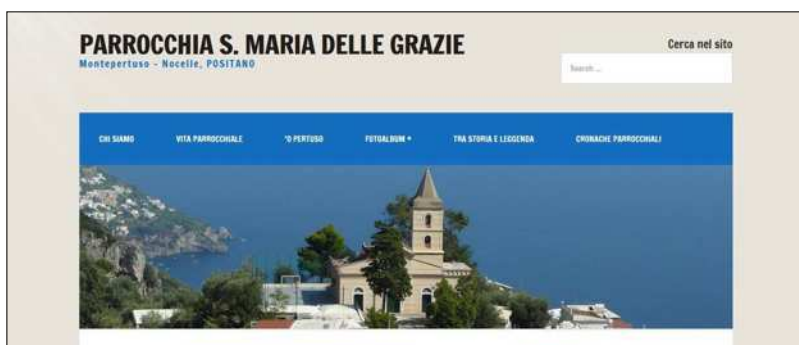 PARROCCHIA S. MARIA DELLE GRAZIE
Montepertuso - Nocelle, POSITANO
Cerca nel sito
Search ...
CHI SIAMO VITA PARROCCHIALE 'O PERTUSO FOTOALBUM TRA STORIA E LEGGENDA CRONACHE PARROCCHIALI